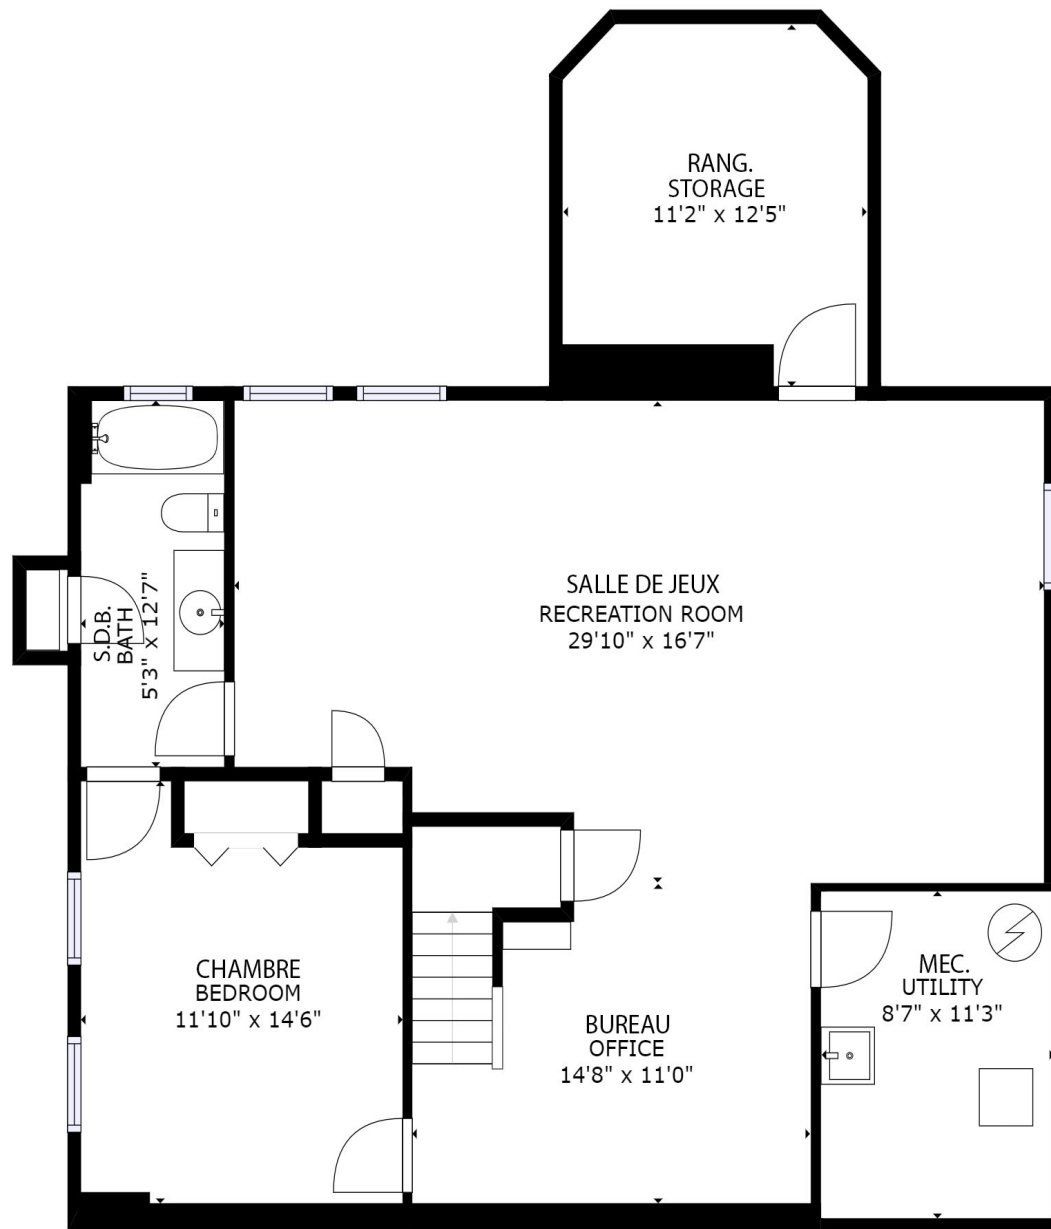 RANG.
STORAGE
11'2" x 12'5"
SALLE DE JEUX
RECREATION ROOM
29'10" x 16'7"
S.D.B.
BATH
5'3" x 12'7"
CHAMBRE
BEDROOM
11'10" x 14'6"
BUREAU
OFFICE
14'8" x 11'0"
MEC.
UTILITY
8'7" x 11'3"